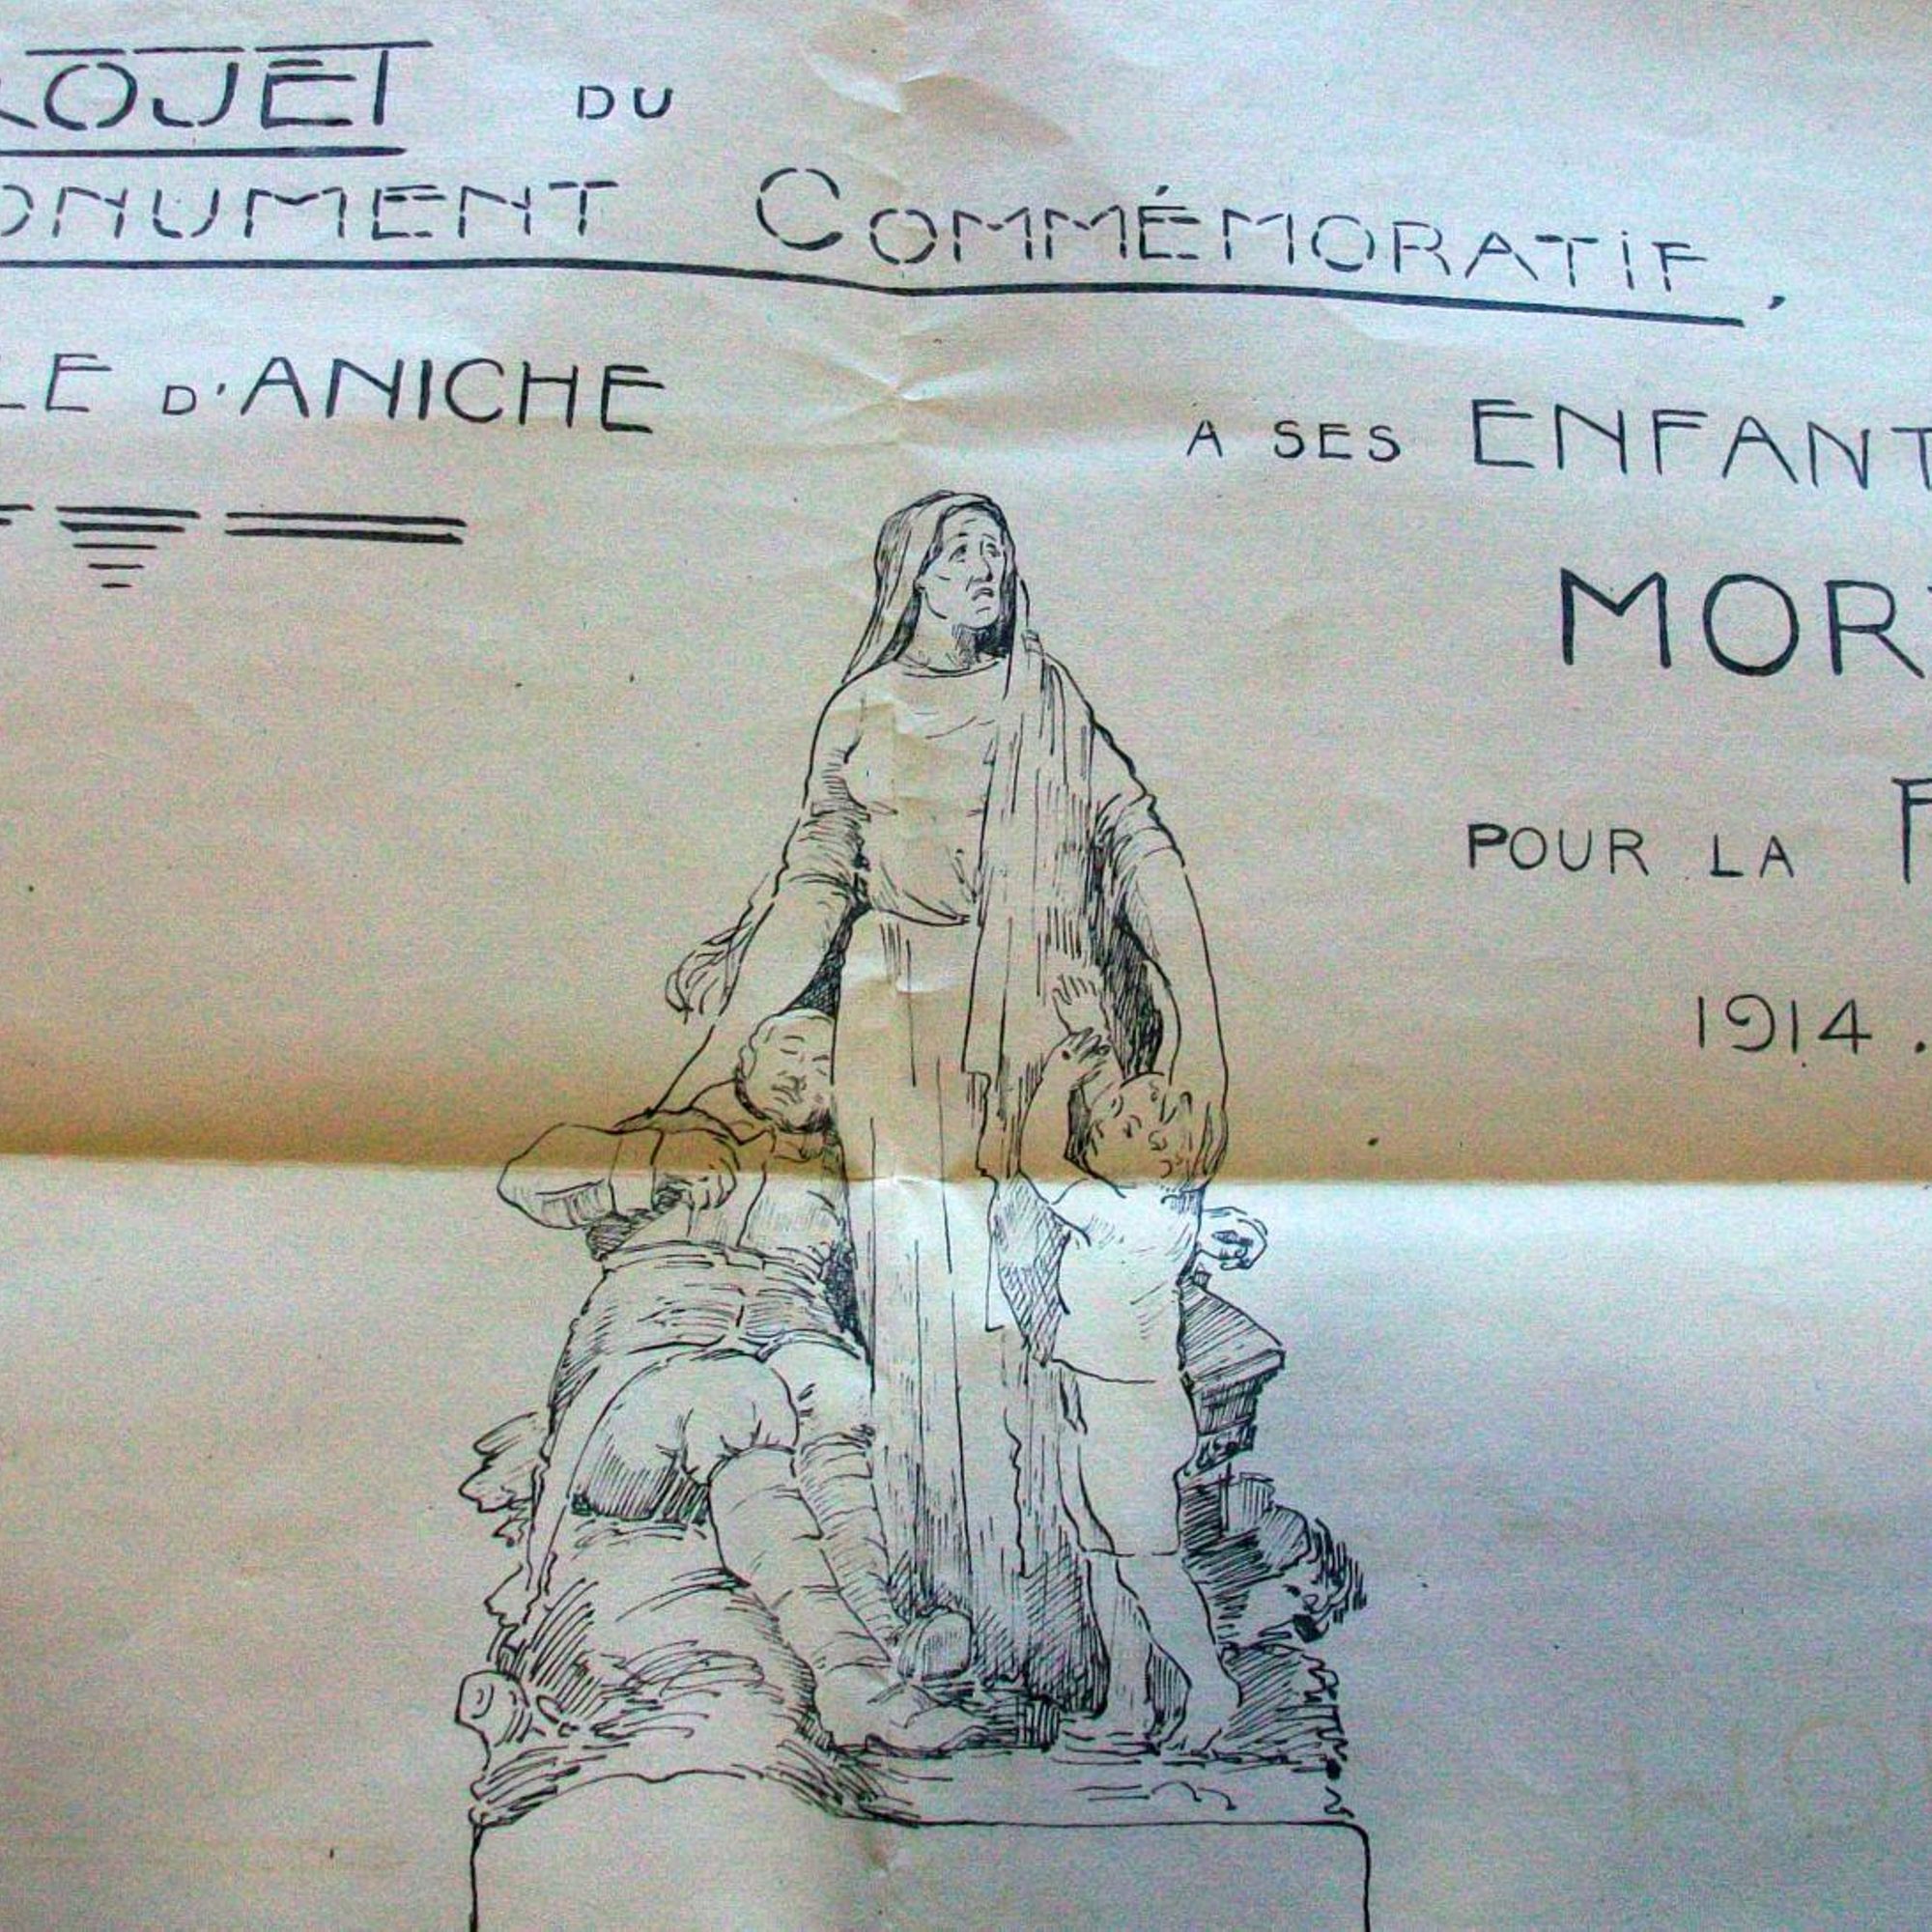 ROJET DU
ONUMENT COMMÉMORATIF,
LE D'ANICHE
A SES ENFANT
MOR
POUR LA F
1914.